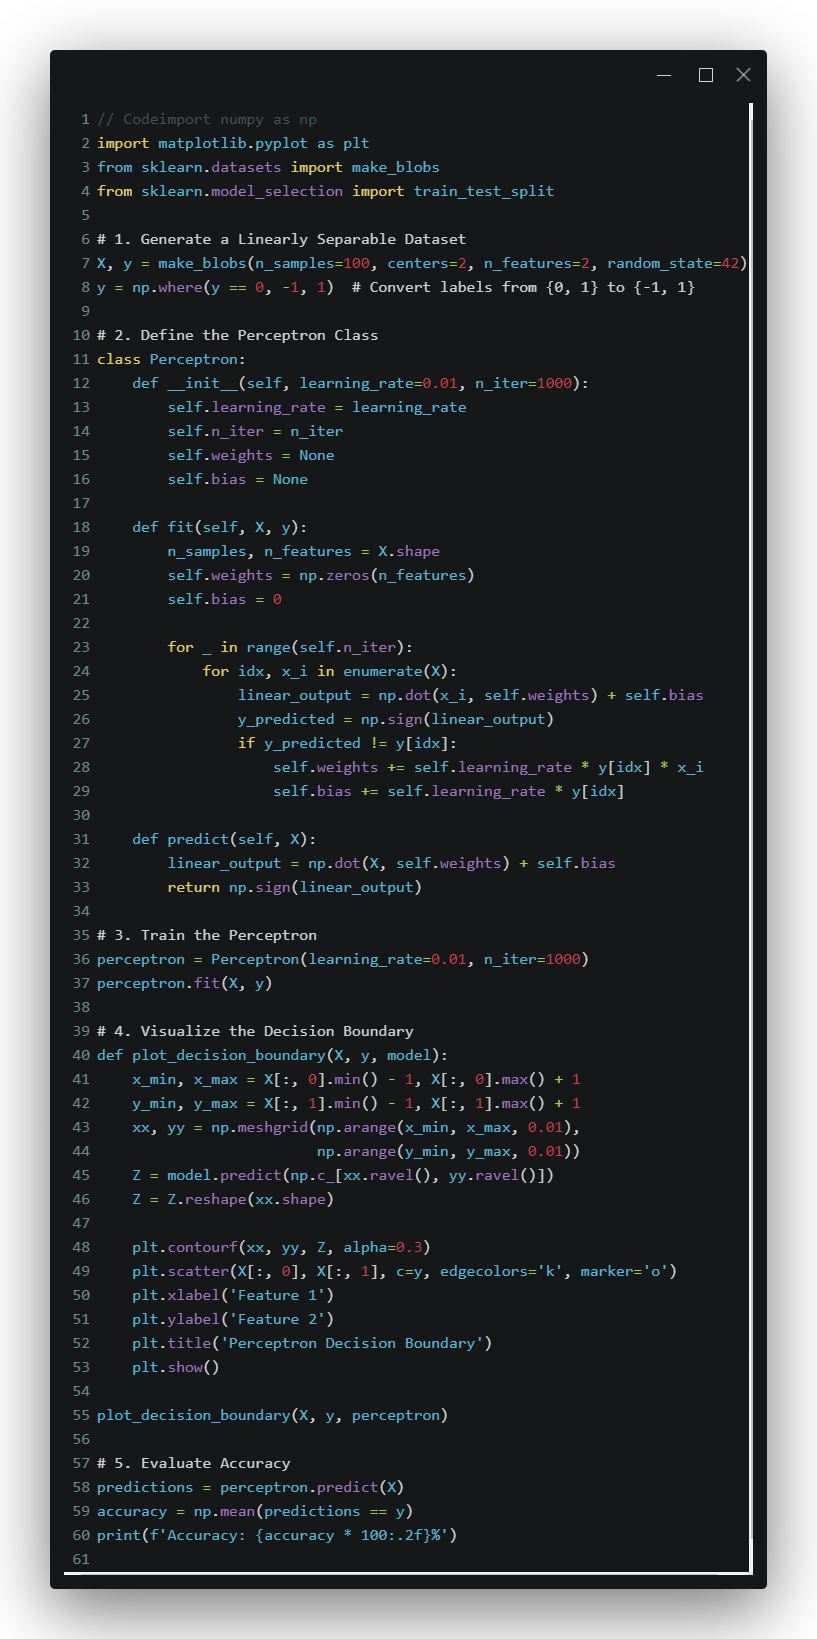 1 // Codeimport numpy as np
2 import matplotlib.pyplot as plt
3 from sklearn.datasets import make_blobs
4 from sklearn.model_selection import train_test_split
5
6 # 1. Generate a Linearly Separable Dataset
7 X, y = make_blobs(n_samples=100, centers=2, n_features=2, random_state=42)
8 y = np.where(y == 0, -1, 1)  # Convert labels from {0, 1} to {-1, 1}
9
10 # 2. Define the Perceptron Class
11 class Perceptron:
12     def __init__(self, learning_rate=0.01, n_iter=1000):
13         self.learning_rate = learning_rate
14         self.n_iter = n_iter
15         self.weights = None
16         self.bias = None
17
18     def fit(self, X, y):
19         n_samples, n_features = X.shape
20         self.weights = np.zeros(n_features)
21         self.bias = 0
22
23         for _ in range(self.n_iter):
24             for idx, x_i in enumerate(X):
25                 linear_output = np.dot(x_i, self.weights) + self.bias
26                 y_predicted = np.sign(linear_output)
27                 if y_predicted != y[idx]:
28                     self.weights += self.learning_rate * y[idx] * x_i
29                     self.bias += self.learning_rate * y[idx]
30
31     def predict(self, X):
32         linear_output = np.dot(X, self.weights) + self.bias
33         return np.sign(linear_output)
34
35 # 3. Train the Perceptron
36 perceptron = Perceptron(learning_rate=0.01, n_iter=1000)
37 perceptron.fit(X, y)
38
39 # 4. Visualize the Decision Boundary
40 def plot_decision_boundary(X, y, model):
41     x_min, x_max = X[:, 0].min() - 1, X[:, 0].max() + 1
42     y_min, y_max = X[:, 1].min() - 1, X[:, 1].max() + 1
43     xx, yy = np.meshgrid(np.arange(x_min, x_max, 0.01),
44                          np.arange(y_min, y_max, 0.01))
45     Z = model.predict(np.c_[xx.ravel(), yy.ravel()])
46     Z = Z.reshape(xx.shape)
47
48     plt.contourf(xx, yy, Z, alpha=0.3)
49     plt.scatter(X[:, 0], X[:, 1], c=y, edgecolors='k', marker='o')
50     plt.xlabel('Feature 1')
51     plt.ylabel('Feature 2')
52     plt.title('Perceptron Decision Boundary')
53     plt.show()
54
55 plot_decision_boundary(X, y, perceptron)
56
57 # 5. Evaluate Accuracy
58 predictions = perceptron.predict(X)
59 accuracy = np.mean(predictions == y)
60 print(f'Accuracy: {accuracy * 100:.2f}%')
61